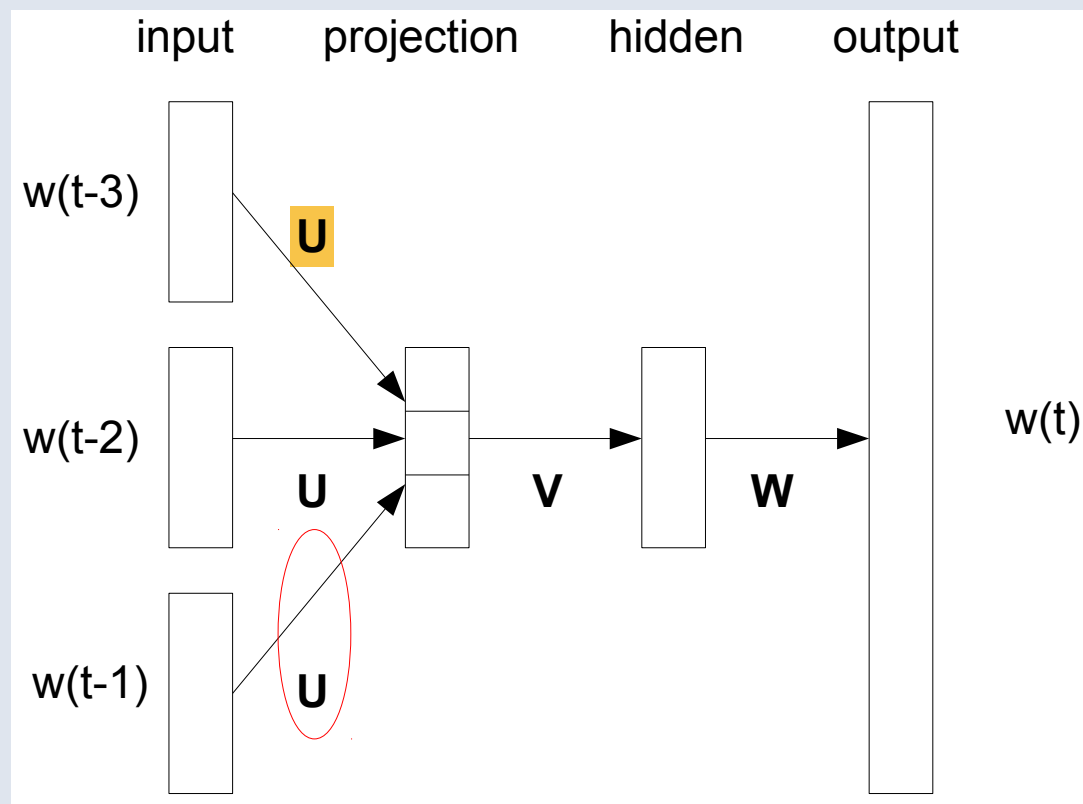 input projection hidden output
w(t-3)
U
w(t-2)
w(t)
U V W
w(t-1)
U